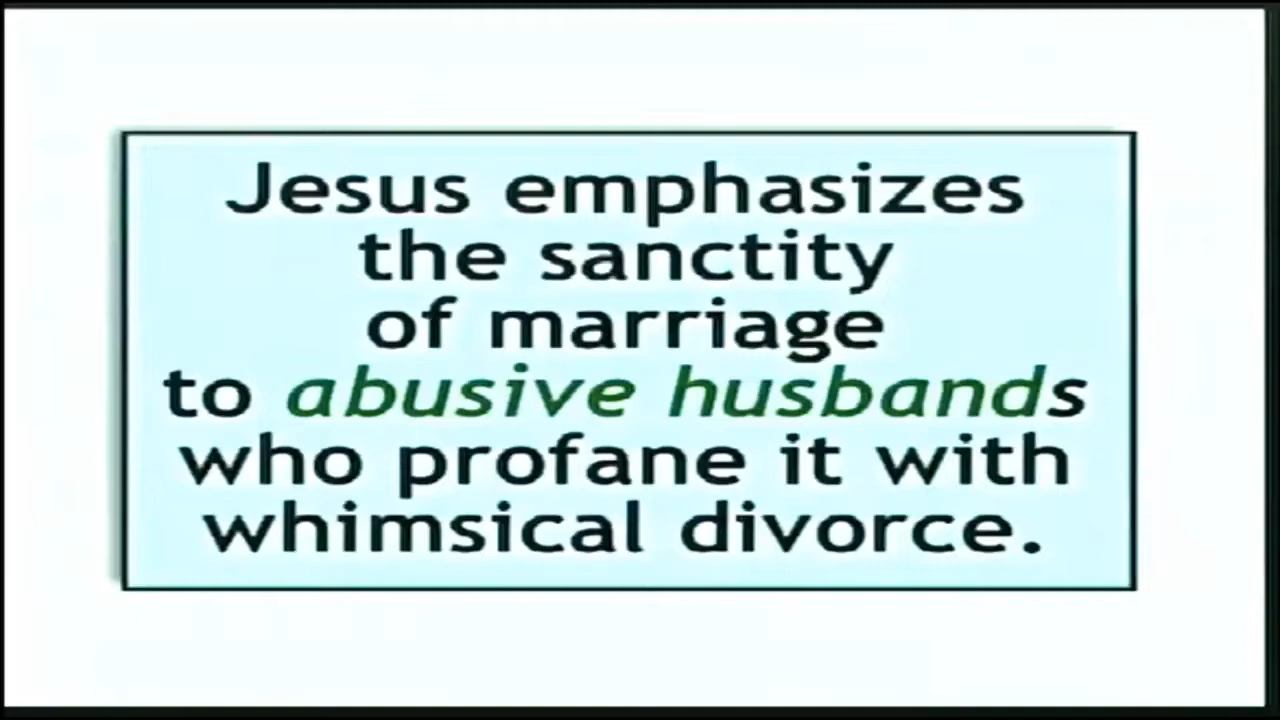 Jesus emphasizes
the sanctity
of marriage
to abusive husbands
who profane it with
whimsical divorce.